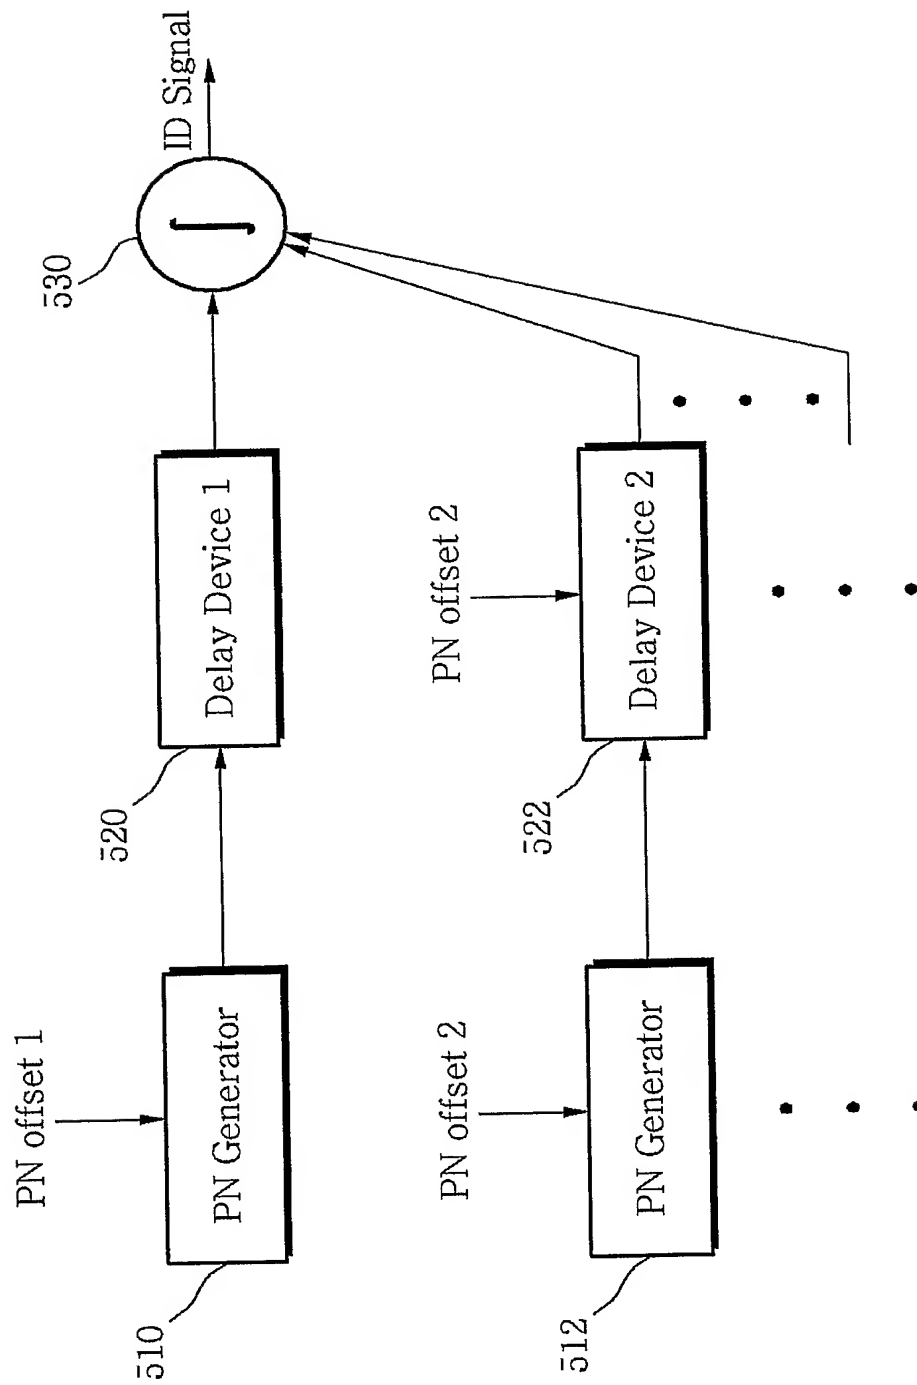 PN offset 1
510
PN Generator
520
Delay Device 1
530
ID Signal
PN offset 2
512
PN Generator
PN offset 2
522
Delay Device 2